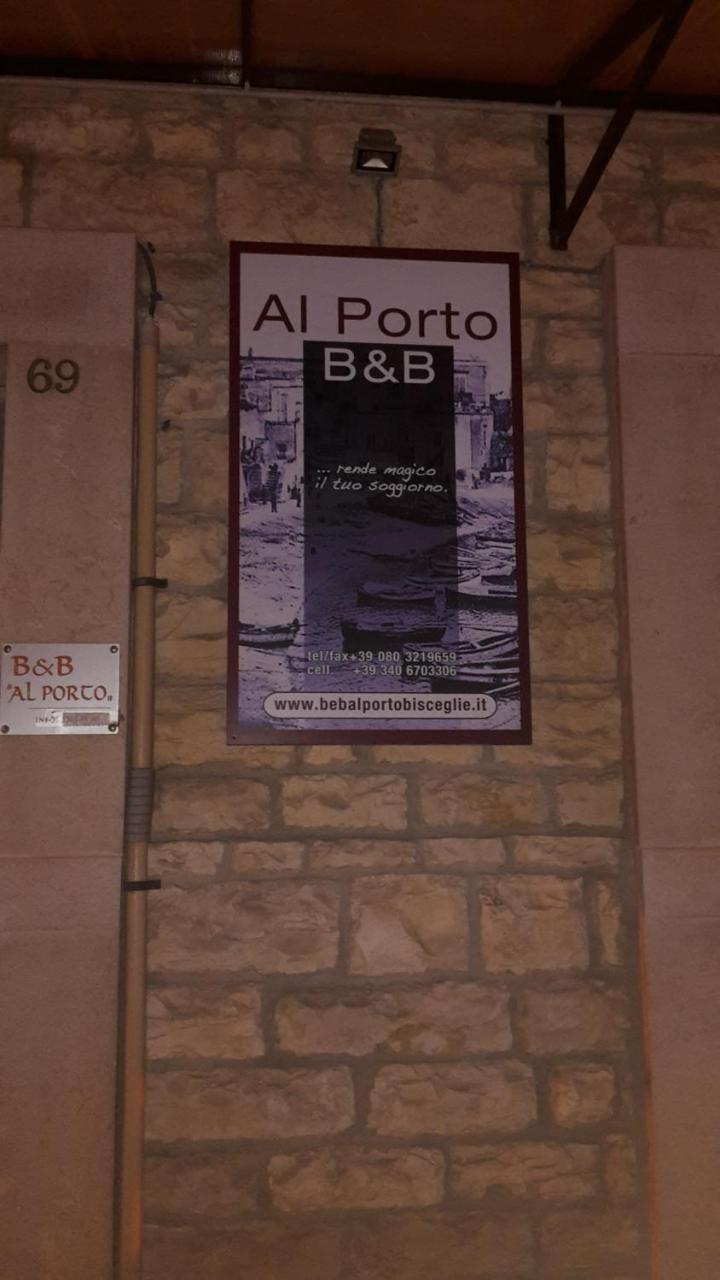 Al Porto
B&B
... rende magico
il tuo soggiorno.
tel/fax+39 080 3219659
cell. +39 340 6703306
www.bebalportobisceglie.it
69
B&B
"AL PORTO"
INFO: